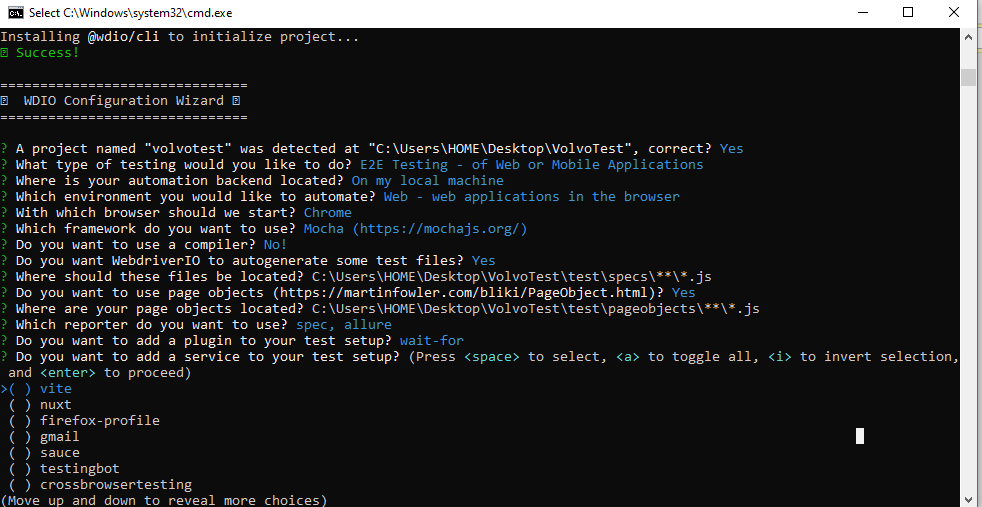 Select C:\Windows\system32\cmd.exe
Installing @wdio/cli to initialize project...
Success!
===============================
WDIO Configuration Wizard
===============================
? A project named "volvotest" was detected at "C:\Users\HOME\Desktop\VolvoTest", correct? Yes
? What type of testing would you like to do? E2E Testing - of Web or Mobile Applications
? Where is your automation backend located? On my local machine
? Which environment you would like to automate? Web - web applications in the browser
? With which browser should we start? Chrome
? Which framework do you want to use? Mocha (https://mochajs.org/)
? Do you want to use a compiler? No!
? Do you want WebdriverIO to autogenerate some test files? Yes
? Where should these files be located? C:\Users\HOME\Desktop\VolvoTest\test\specs\**\*.js
? Do you want to use page objects (https://martinfowler.com/bliki/PageObject.html)? Yes
? Where are your page objects located? C:\Users\HOME\Desktop\VolvoTest\test\pageobjects\**\*.js
? Which reporter do you want to use? spec, allure
? Do you want to add a plugin to your test setup? wait-for
? Do you want to add a service to your test setup? (Press <space> to select, <a> to toggle all, <i> to invert selection,
and <enter> to proceed)
>( ) vite
( ) nuxt
( ) firefox-profile
( ) gmail
( ) sauce
( ) testingbot
( ) crossbrowsertesting
(Move up and down to reveal more choices)